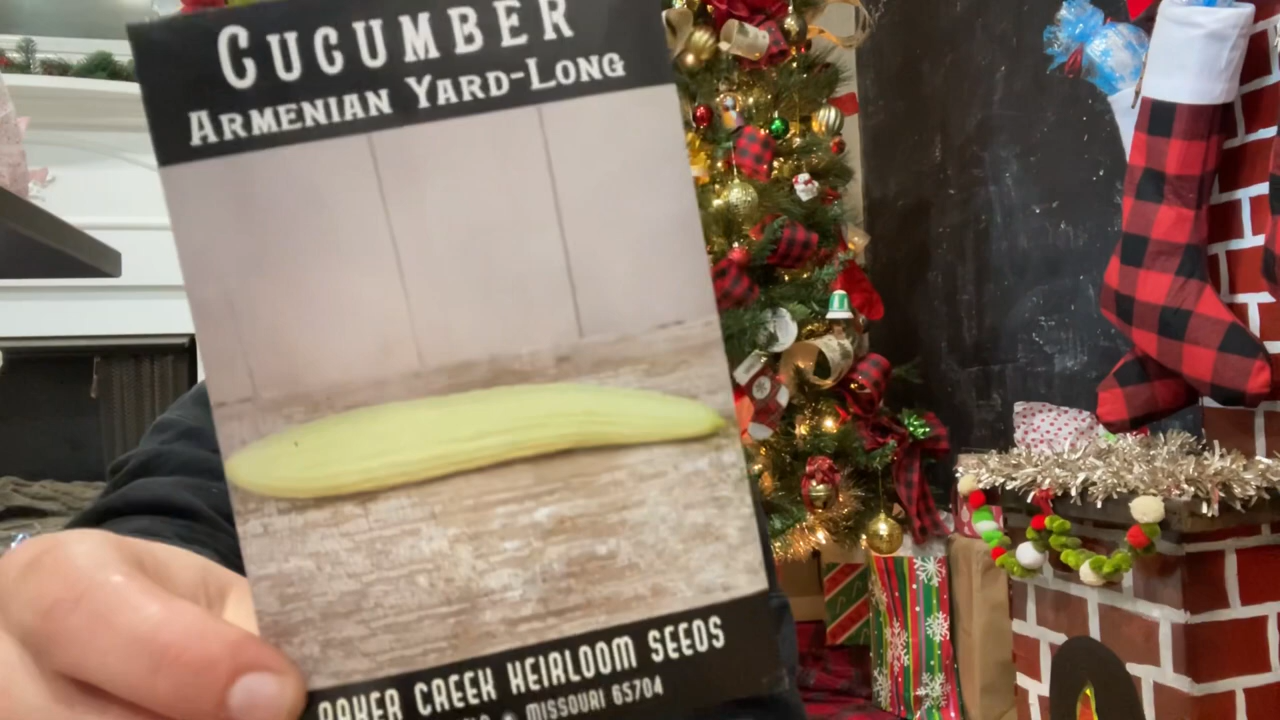 CUCUMBER
ARMENIAN YARD-LONG
BAKER CREEK HEIRLOOM SEEDS
MISSOURI 65704